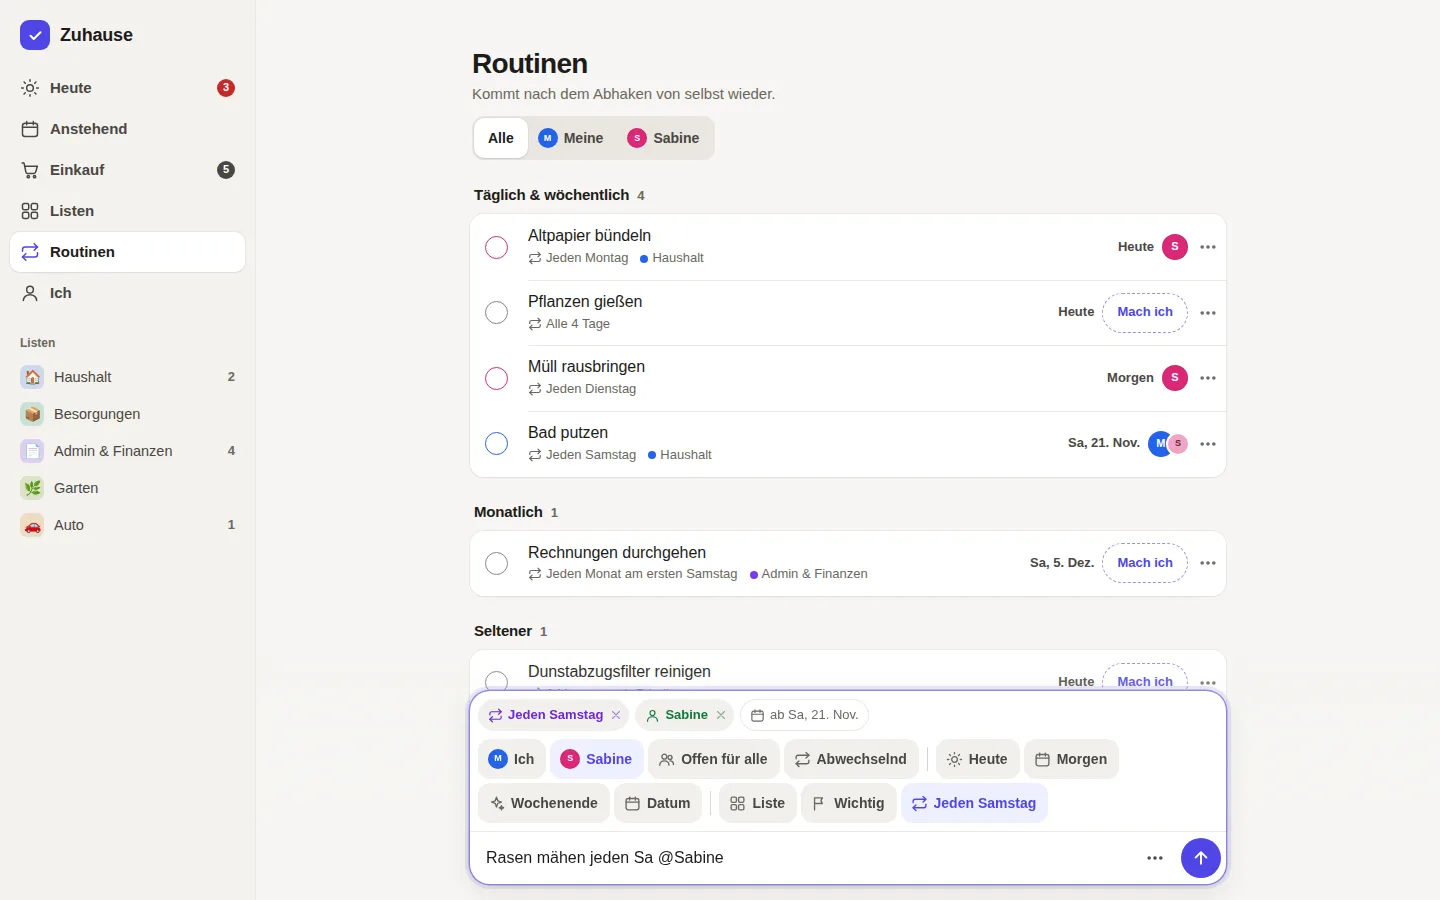 Zuhause
Heute 3
Anstehend
Einkauf 5
Listen
Routinen
Ich
Listen
Haushalt 2
Besorgungen
Admin & Finanzen 4
Garten
Auto 1
Routinen
Kommt nach dem Abhaken von selbst wieder.
Alle M Meine S Sabine
Täglich & wöchentlich 4
Altpapier bündeln
Jeden Montag Haushalt
Heute S
Pflanzen gießen
Alle 4 Tage
Heute Mach ich
Müll rausbringen
Jeden Dienstag
Morgen S
Bad putzen
Jeden Samstag Haushalt
Sa, 21. Nov. M S
Monatlich 1
Rechnungen durchgehen
Jeden Monat am ersten Samstag Admin & Finanzen
Sa, 5. Dez. Mach ich
Seltener 1
Dunstabzugsfilter reinigen
Heute Mach ich
Jeden Samstag Sabine ab Sa, 21. Nov.
M Ich S Sabine Offen für alle Abwechselnd Heute Morgen
Wochenende Datum Liste Wichtig Jeden Samstag
Rasen mähen jeden Sa @Sabine